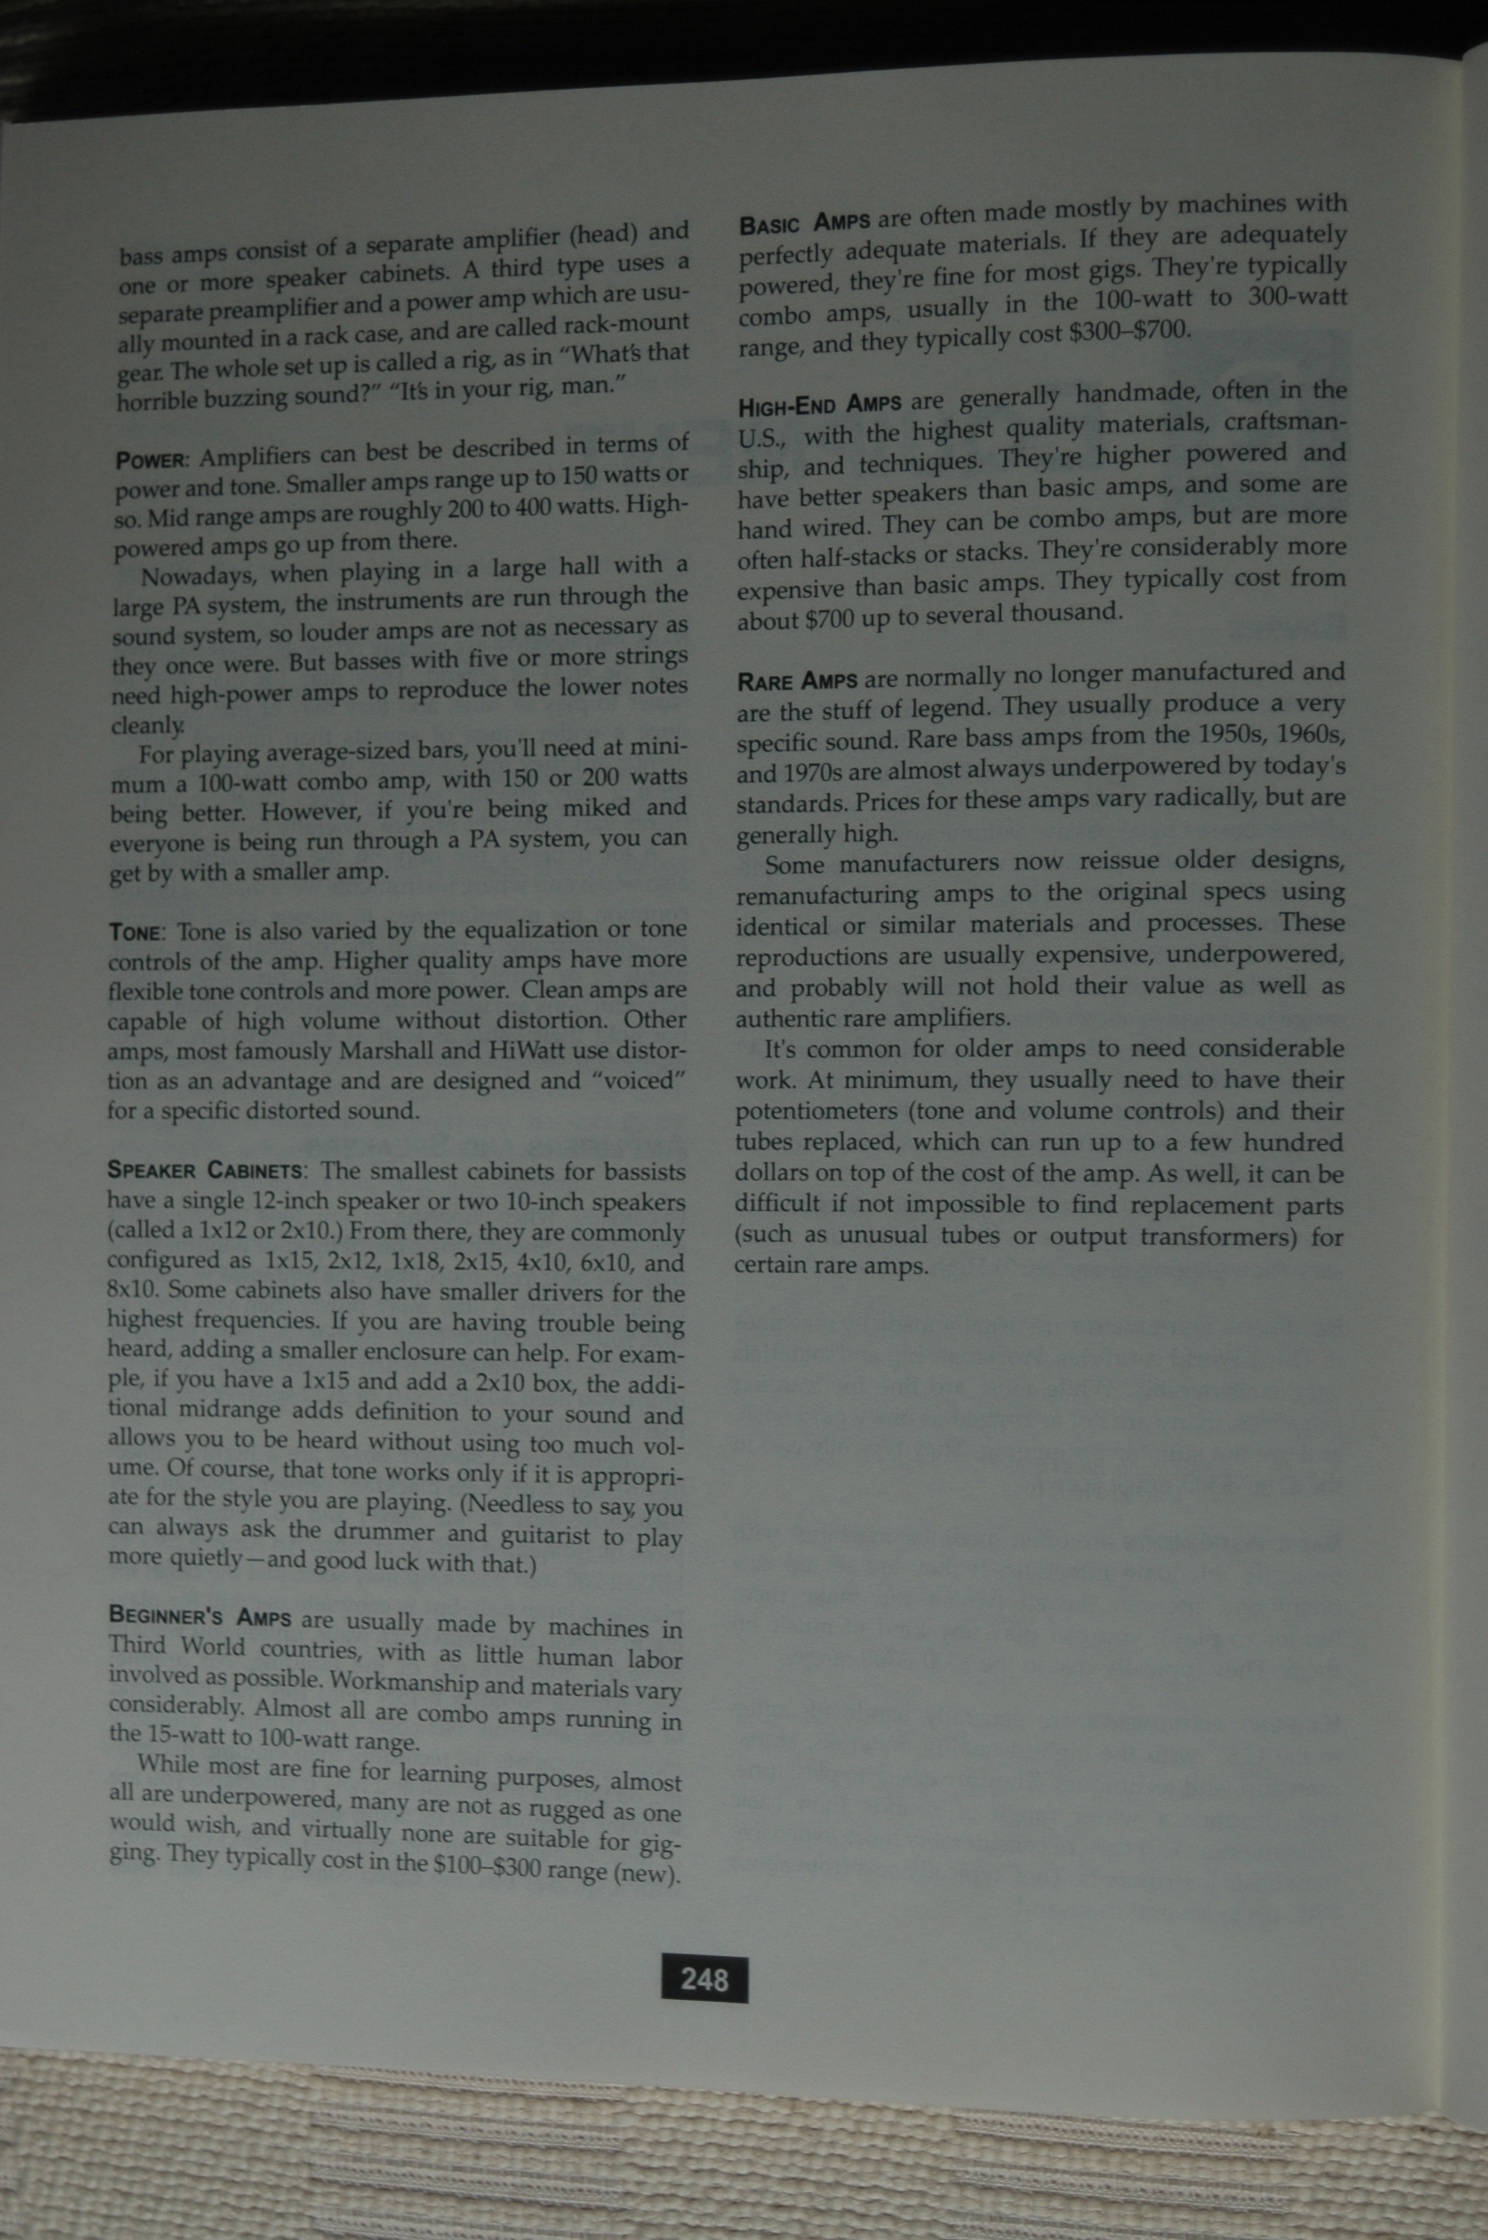 bass amps consist of a separate amplifier (head) and
one or more speaker cabinets. A third type uses a
separate preamplifier and a power amp which are usu-
ally mounted in a rack case, and are called rack-mount
gear. The whole set up is called a rig, as in “What's that
horrible buzzing sound?” “It's in your rig, man.”
POWER: Amplifiers can best be described in terms of
power and tone. Smaller amps range up to 150 watts or
so. Mid range amps are roughly 200 to 400 watts. High-
powered amps go up from there.
Nowadays, when playing in a large hall with a
large PA system, the instruments are run through the
sound system, so louder amps are not as necessary as
they once were. But basses with five or more strings
need high-power amps to reproduce the lower notes
cleanly.
For playing average-sized bars, you'll need at mini-
mum a 100-watt combo amp, with 150 or 200 watts
being better. However, if you're being miked and
everyone is being run through a PA system, you can
get by with a smaller amp.
TONE: Tone is also varied by the equalization or tone
controls of the amp. Higher quality amps have more
flexible tone controls and more power. Clean amps are
capable of high volume without distortion. Other
amps, most famously Marshall and HiWatt use distor-
tion as an advantage and are designed and “voiced”
for a specific distorted sound.
SPEAKER CABINETS: The smallest cabinets for bassists
have a single 12-inch speaker or two 10-inch speakers
(called a 1x12 or 2x10.) From there, they are commonly
configured as 1x15, 2x12, 1x18, 2x15, 4x10, 6x10, and
8x10. Some cabinets also have smaller drivers for the
highest frequencies. If you are having trouble being
heard, adding a smaller enclosure can help. For exam-
ple, if you have a 1x15 and add a 2x10 box, the addi-
tional midrange adds definition to your sound and
allows you to be heard without using too much vol-
ume. Of course, that tone works only if it is appropri-
ate for the style you are playing. (Needless to say, you
can always ask the drummer and guitarist to play
more quietly—and good luck with that.)
BEGINNER'S AMPS are usually made by machines in
Third World countries, with as little human labor
involved as possible. Workmanship and materials vary
considerably. Almost all are combo amps running in
the 15-watt to 100-watt range.
While most are fine for learning purposes, almost
all are underpowered, many are not as rugged as one
would wish, and virtually none are suitable for gig-
ging. They typically cost in the $100–$300 range (new).
BASIC AMPS are often made mostly by machines with
perfectly adequate materials. If they are adequately
powered, they're fine for most gigs. They're typically
combo amps, usually in the 100-watt to 300-watt
range, and they typically cost $300–$700.
HIGH-END AMPS are generally handmade, often in the
U.S., with the highest quality materials, craftsman-
ship, and techniques. They're higher powered and
have better speakers than basic amps, and some are
hand wired. They can be combo amps, but are more
often half-stacks or stacks. They're considerably more
expensive than basic amps. They typically cost from
about $700 up to several thousand.
RARE AMPS are normally no longer manufactured and
are the stuff of legend. They usually produce a very
specific sound. Rare bass amps from the 1950s, 1960s,
and 1970s are almost always underpowered by today's
standards. Prices for these amps vary radically, but are
generally high.
Some manufacturers now reissue older designs,
remanufacturing amps to the original specs using
identical or similar materials and processes. These
reproductions are usually expensive, underpowered,
and probably will not hold their value as well as
authentic rare amplifiers.
It's common for older amps to need considerable
work. At minimum, they usually need to have their
potentiometers (tone and volume controls) and their
tubes replaced, which can run up to a few hundred
dollars on top of the cost of the amp. As well, it can be
difficult if not impossible to find replacement parts
(such as unusual tubes or output transformers) for
certain rare amps.
248